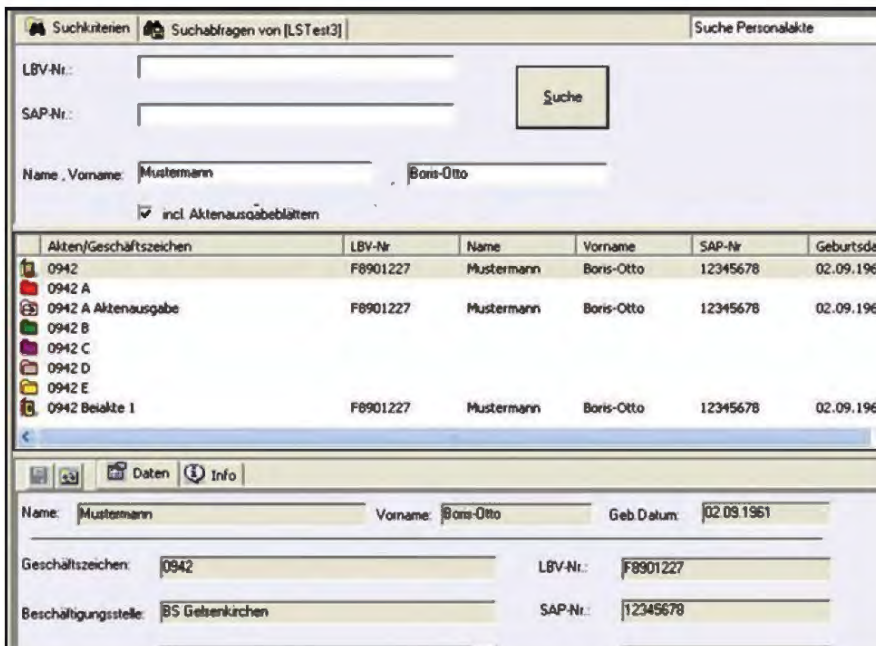 Suchkriterien Suchabfragen von [LSTest3] Suche Personalakte
LBV-Nr.:
Suche
SAP-Nr.:
Name , Vorname: Mustermann , Boris-Otto
incl. Aktenausgabeblättern
Akten/Geschäftszeichen LBV-Nr Name Vorname SAP-Nr Geburtsda
0942 F8901227 Mustermann Boris-Otto 12345678 02.09.196
0942 A
0942 A Aktenausgabe F8901227 Mustermann Boris-Otto 12345678 02.09.196
0942 B
0942 C
0942 D
0942 E
0942 Beiakte 1 F8901227 Mustermann Boris-Otto 12345678 02.09.196
Daten Info
Name: Mustermann Vorname: Boris-Otto Geb.Datum: 02.09.1961
Geschäftszeichen: 0942 LBV-Nr.: F8901227
Beschäftigungsstelle: BS Gelsenkirchen SAP-Nr.: 12345678